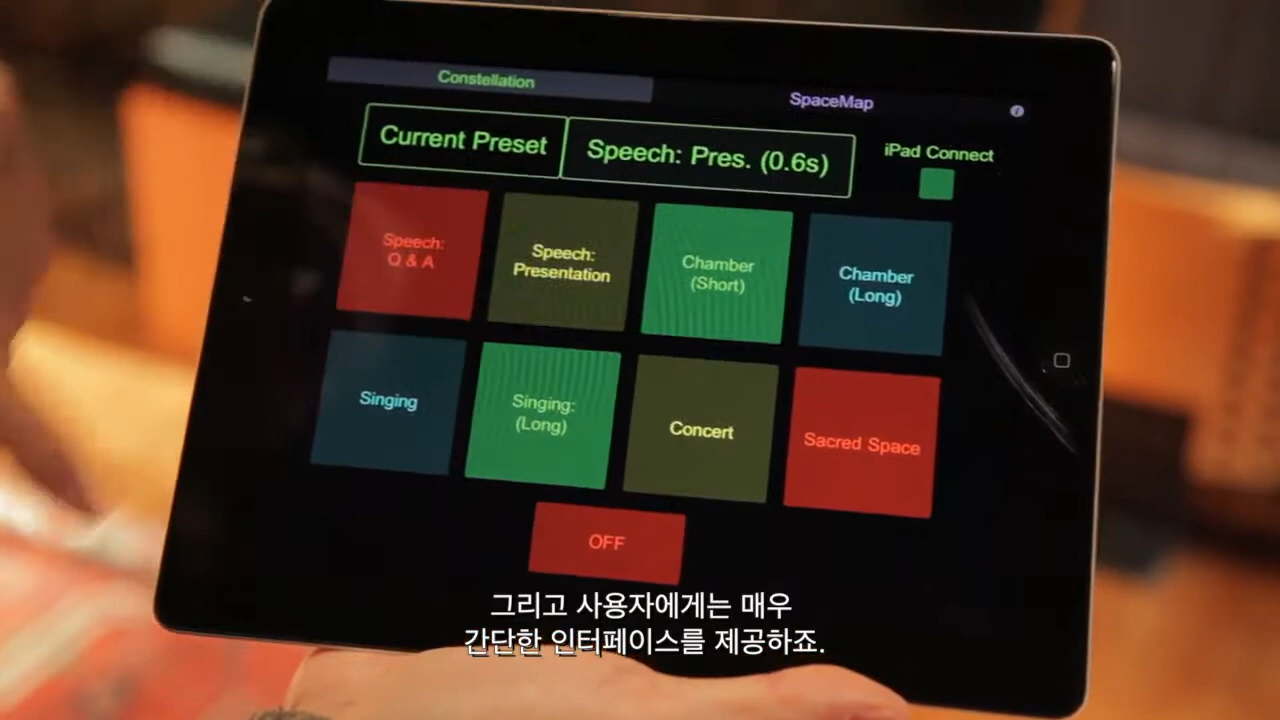 Constellation
SpaceMap
Current Preset
Speech: Pres. (0.6s)
iPad Connect
Speech:
Q & A
Speech:
Presentation
Chamber
(Short)
Chamber
(Long)
Singing
Singing:
(Long)
Concert
Sacred Space
OFF
그리고 사용자에게는 매우
간단한 인터페이스를 제공하죠.